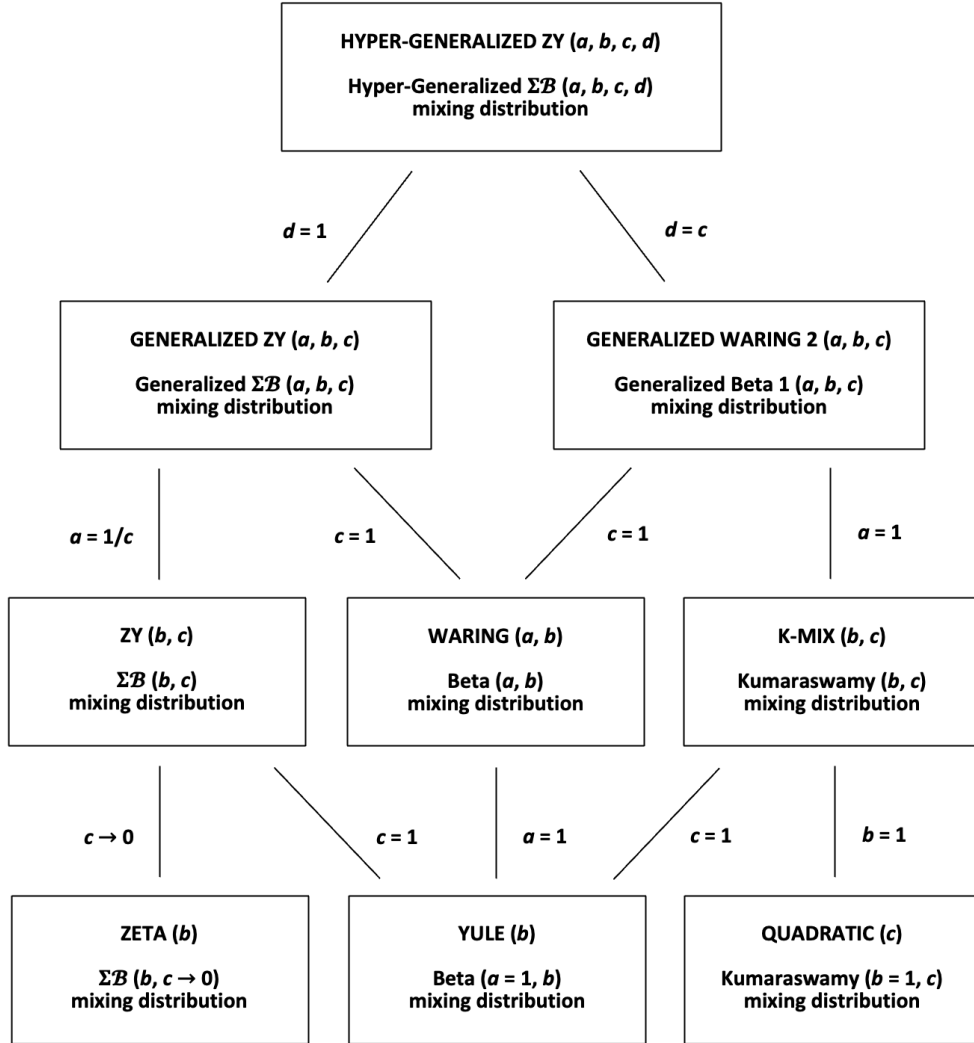 HYPER-GENERALIZED ZY (a, b, c, d)
Hyper-Generalized Σℬ (a, b, c, d)
mixing distribution
d = 1
d = c
GENERALIZED ZY (a, b, c)
Generalized Σℬ (a, b, c)
mixing distribution
GENERALIZED WARING 2 (a, b, c)
Generalized Beta 1 (a, b, c)
mixing distribution
a = 1/c
c = 1
c = 1
a = 1
ZY (b, c)
Σℬ (b, c)
mixing distribution
WARING (a, b)
Beta (a, b)
mixing distribution
K-MIX (b, c)
Kumaraswamy (b, c)
mixing distribution
c → 0
c = 1
a = 1
c = 1
b = 1
ZETA (b)
Σℬ (b, c → 0)
mixing distribution
YULE (b)
Beta (a = 1, b)
mixing distribution
QUADRATIC (c)
Kumaraswamy (b = 1, c)
mixing distribution